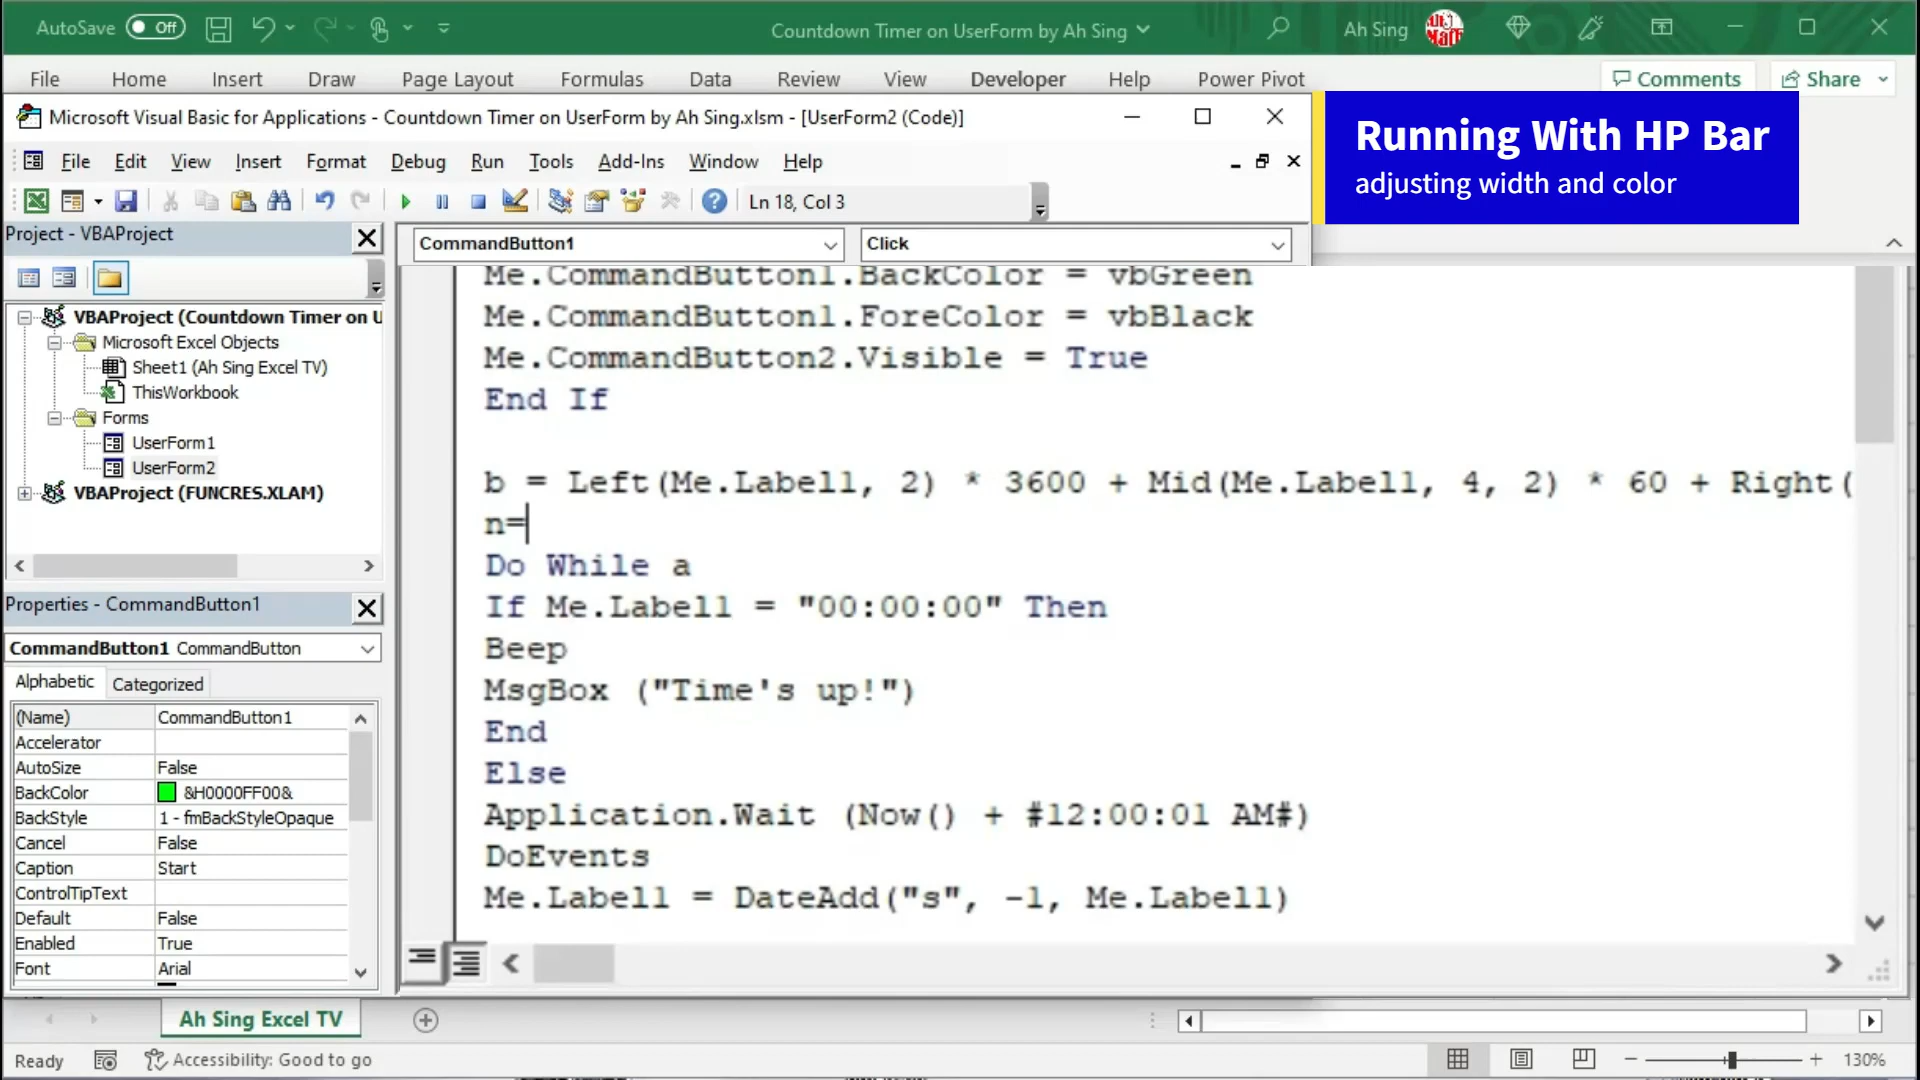 AutoSave Off
Countdown Timer on UserForm by Ah Sing
Ah Sing
File Home Insert Draw Page Layout Formulas Data Review View Developer Help Power Pivot
Comments Share
Microsoft Visual Basic for Applications - Countdown Timer on UserForm by Ah Sing.xlsm - [UserForm2 (Code)]
Running With HP Bar
adjusting width and color
File Edit View Insert Format Debug Run Tools Add-Ins Window Help
Ln 18, Col 3
Project - VBAProject
CommandButton1
Click
VBAProject (Countdown Timer on U
Microsoft Excel Objects
Sheet1 (Ah Sing Excel TV)
ThisWorkbook
Forms
UserForm1
UserForm2
VBAProject (FUNCRES.XLAM)
Properties - CommandButton1
CommandButton1 CommandButton
Alphabetic Categorized
(Name) CommandButton1
Accelerator
AutoSize False
BackColor &H0000FF00&
BackStyle 1 - fmBackStyleOpaque
Cancel False
Caption Start
ControlTipText
Default False
Enabled True
Font Arial
Me.CommandButton1.BackColor = vbGreen
Me.CommandButton1.ForeColor = vbBlack
Me.CommandButton2.Visible = True
End If
b = Left(Me.Label1, 2) * 3600 + Mid(Me.Label1, 4, 2) * 60 + Right(
n=
Do While a
If Me.Label1 = "00:00:00" Then
Beep
MsgBox ("Time's up!")
End
Else
Application.Wait (Now() + #12:00:01 AM#)
DoEvents
Me.Label1 = DateAdd("s", -1, Me.Label1)
Ah Sing Excel TV
Ready
Accessibility: Good to go
130%